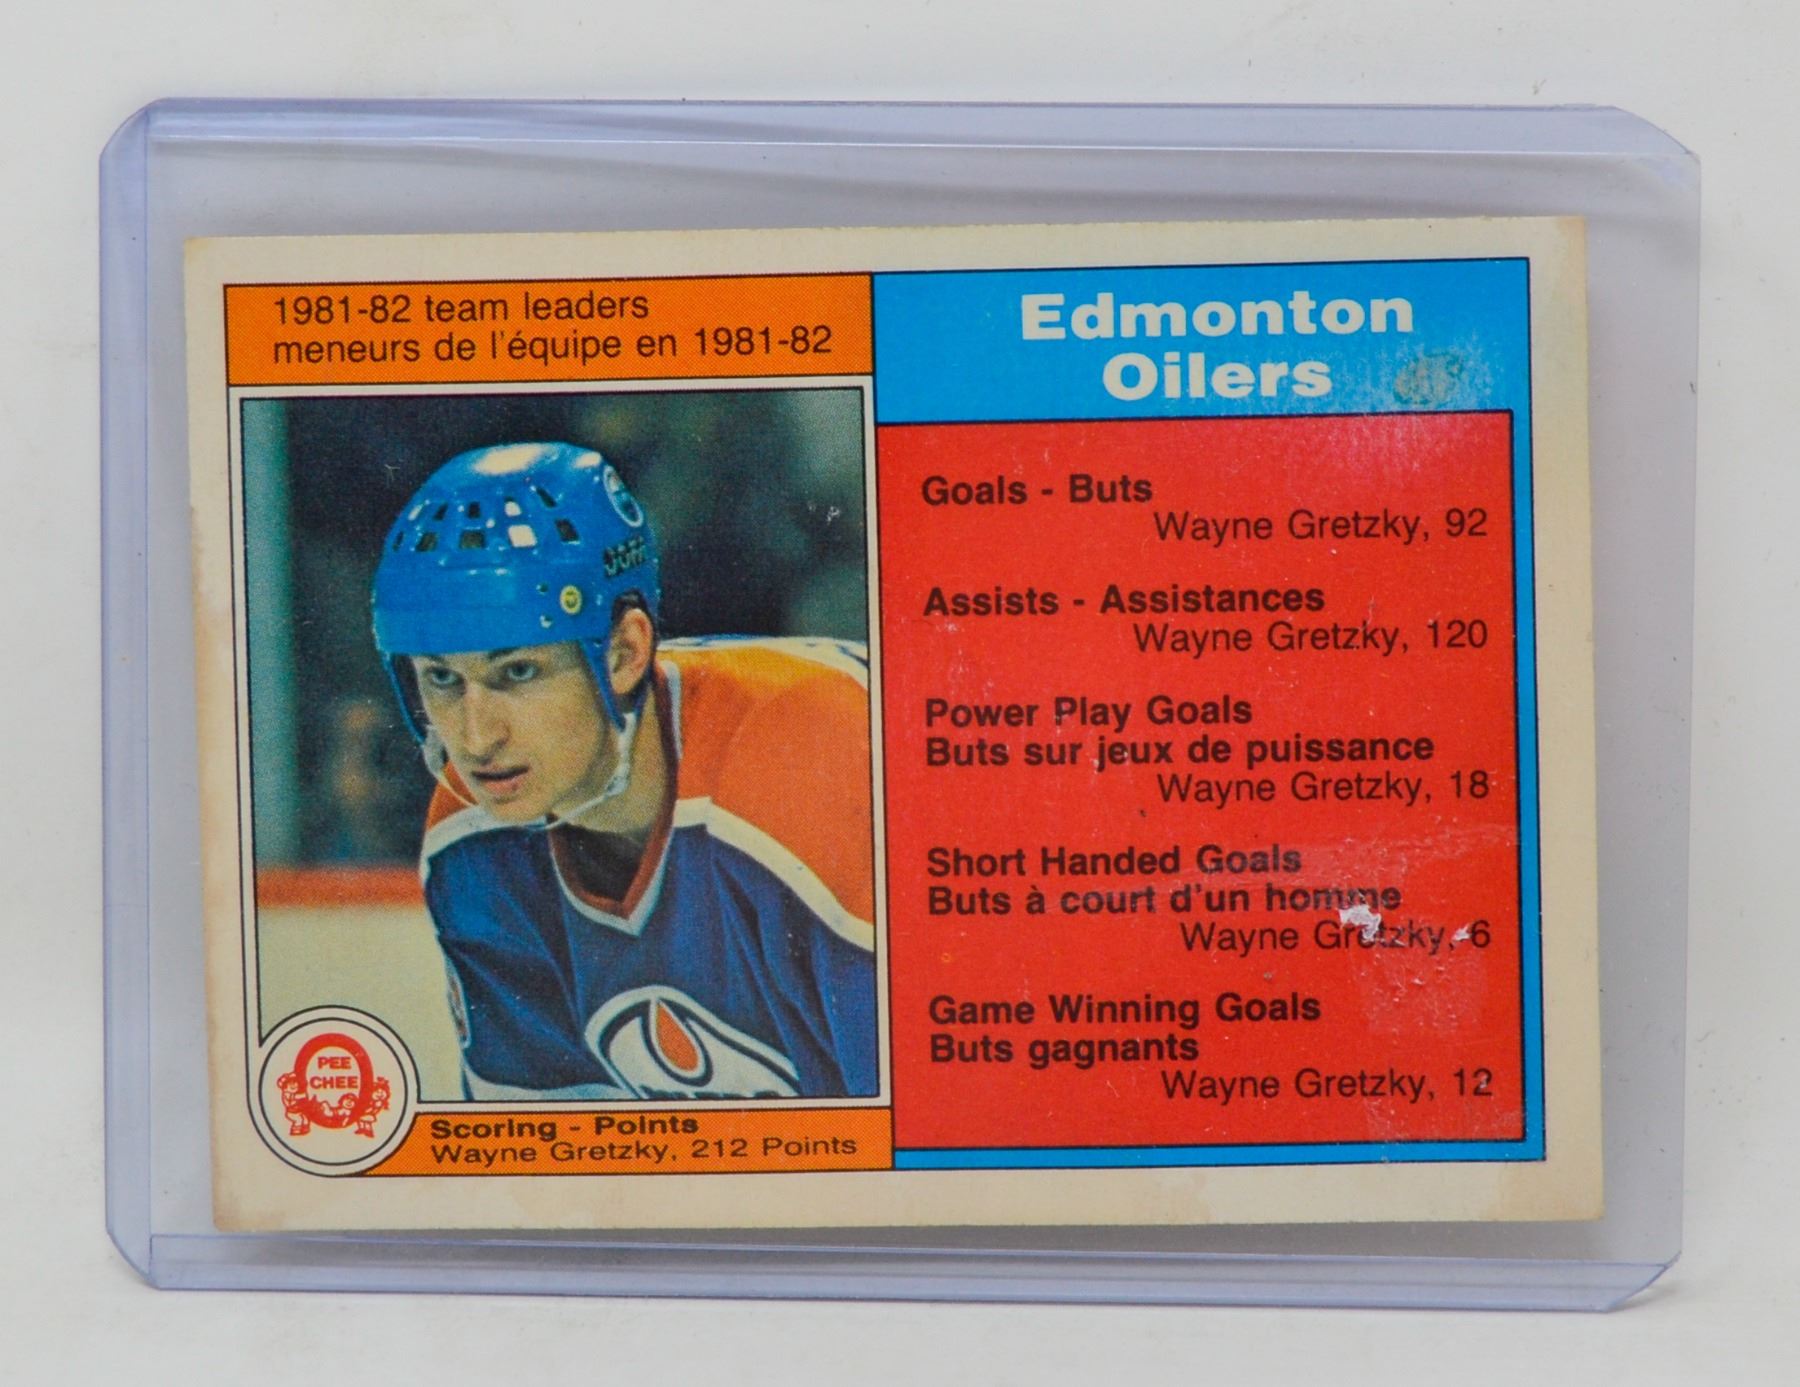 1981-82 team leaders
meneurs de l'équipe en 1981-82
Edmonton
Oilers
Goals - Buts
Wayne Gretzky, 92
Assists - Assistances
Wayne Gretzky, 120
Power Play Goals
Buts sur jeux de puissance
Wayne Gretzky, 18
Short Handed Goals
Buts à court d'un homme
Wayne Gretzky, 6
Game Winning Goals
Buts gagnants
Wayne Gretzky, 12
PEE
CHEE
Scoring - Points
Wayne Gretzky, 212 Points